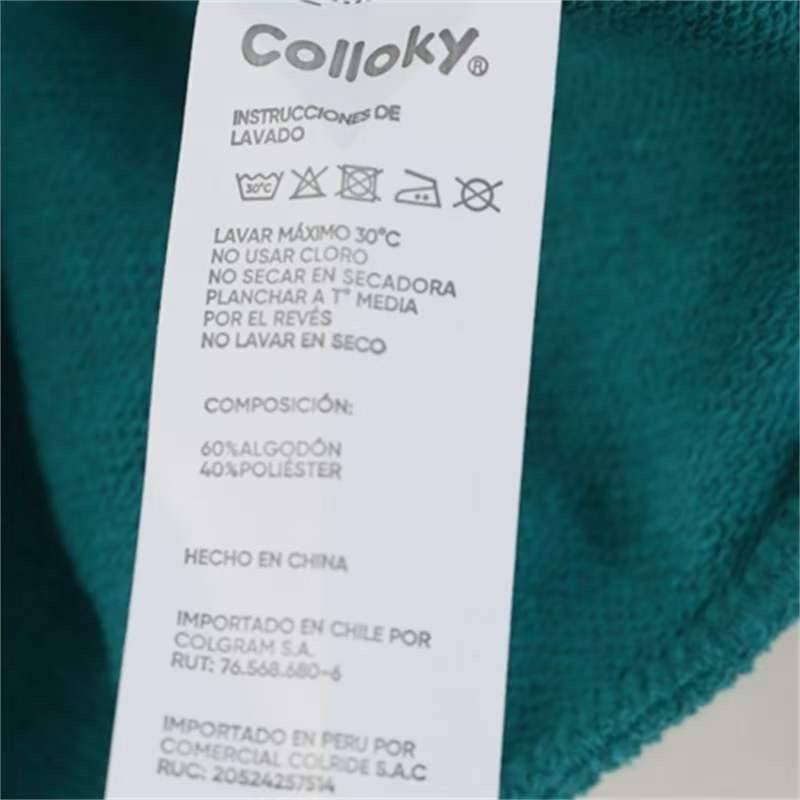 Colloky®
INSTRUCCIONES DE
LAVADO
30°C
LAVAR MÁXIMO 30°C
NO USAR CLORO
NO SECAR EN SECADORA
PLANCHAR A T° MEDIA
POR EL REVÉS
NO LAVAR EN SECO
COMPOSICIÓN:
60%ALGODÓN
40%POLIÉSTER
HECHO EN CHINA
IMPORTADO EN CHILE POR
COLGRAM S.A.
RUT: 76.568.680-6
IMPORTADO EN PERU POR
COMERCIAL COLRIDE S.A.C
RUC: 20524257514